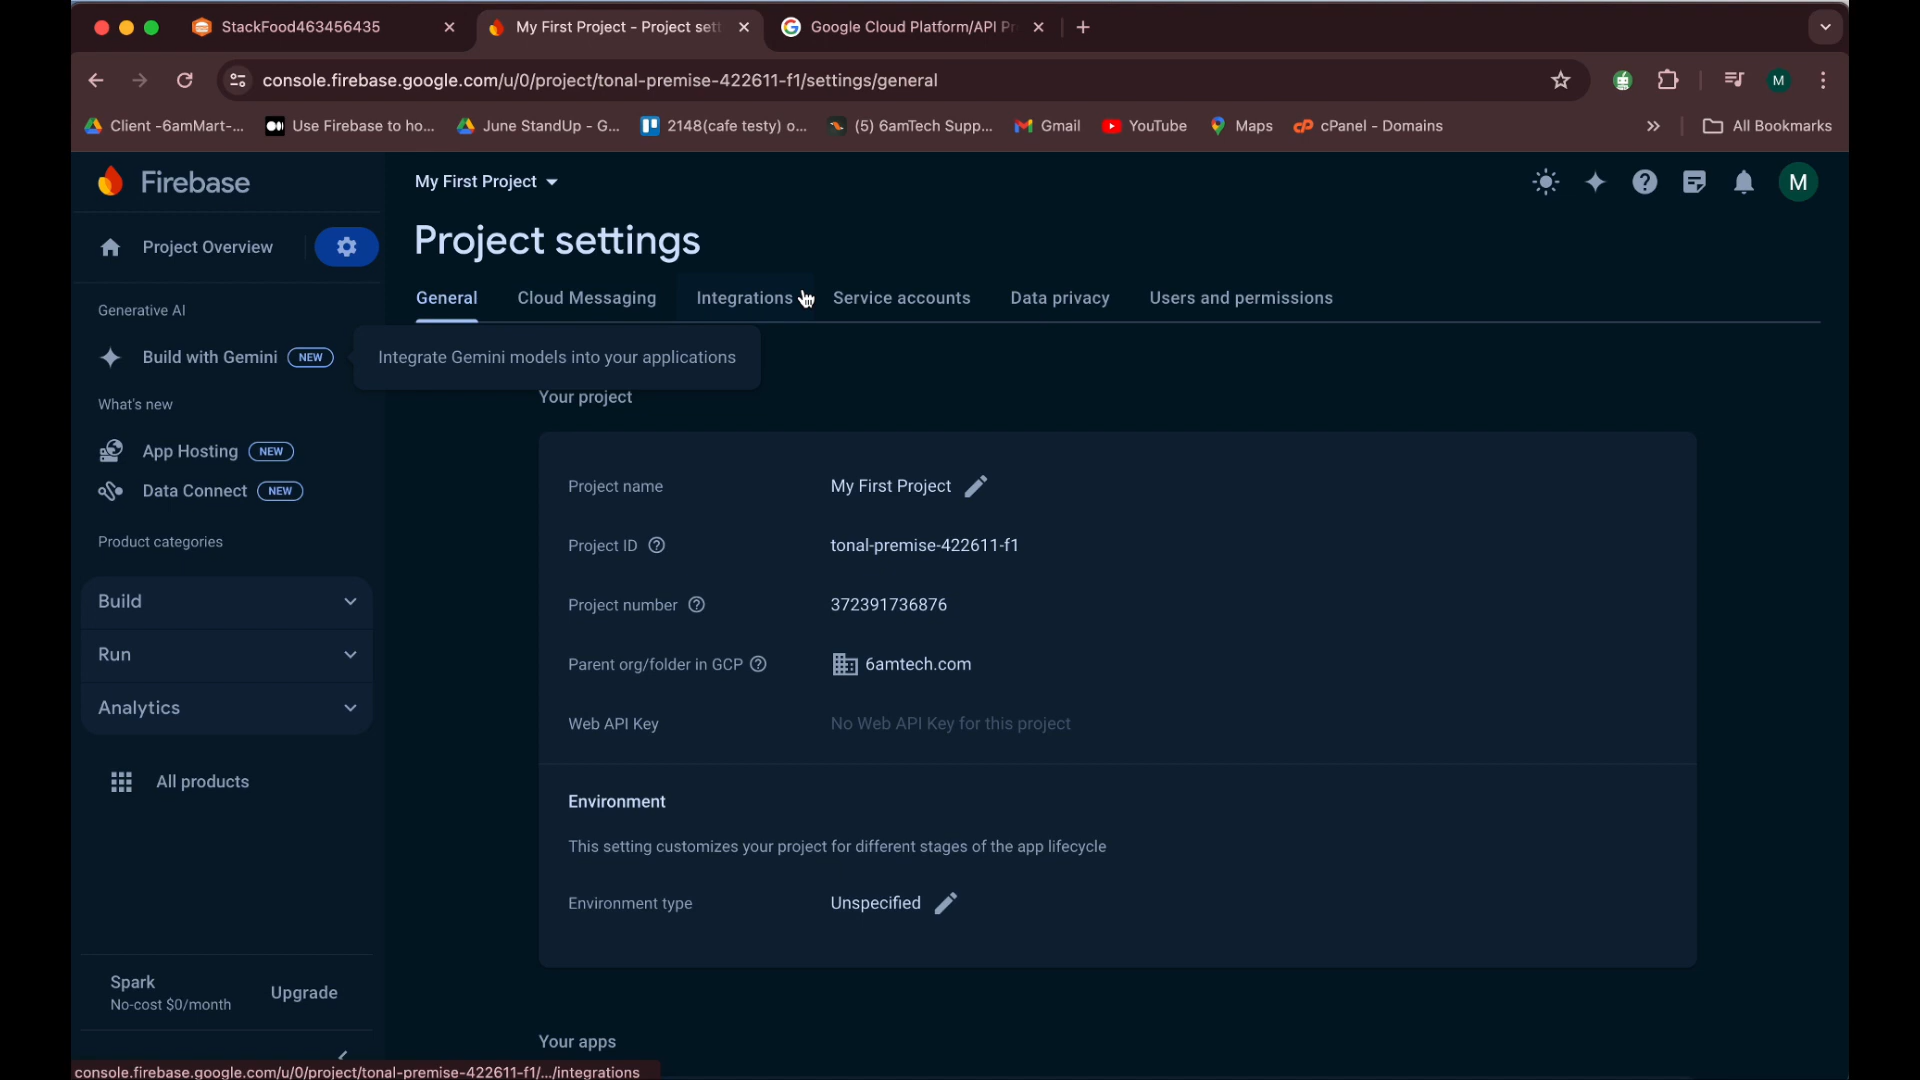 StackFood463456435
My First Project - Project sett
Google Cloud Platform/API Pr
console.firebase.google.com/u/0/project/tonal-premise-422611-f1/settings/general
M
Client -6amMart-...
Use Firebase to ho...
June StandUp - G...
2148(cafe testy) o...
(5) 6amTech Supp...
Gmail
YouTube
Maps
cPanel - Domains
All Bookmarks
Firebase
My First Project
M
Project Overview
Project settings
General
Cloud Messaging
Integrations
Service accounts
Data privacy
Users and permissions
Generative AI
Build with Gemini NEW
Integrate Gemini models into your applications
What's new
App Hosting NEW
Data Connect NEW
Product categories
Build
Run
Analytics
All products
Spark
No-cost $0/month
Upgrade
Your project
Project name My First Project
Project ID tonal-premise-422611-f1
Project number 372391736876
Parent org/folder in GCP 6amtech.com
Web API Key No Web API Key for this project
Environment
This setting customizes your project for different stages of the app lifecycle
Environment type Unspecified
Your apps
console.firebase.google.com/u/0/project/tonal-premise-422611-f1/.../integrations